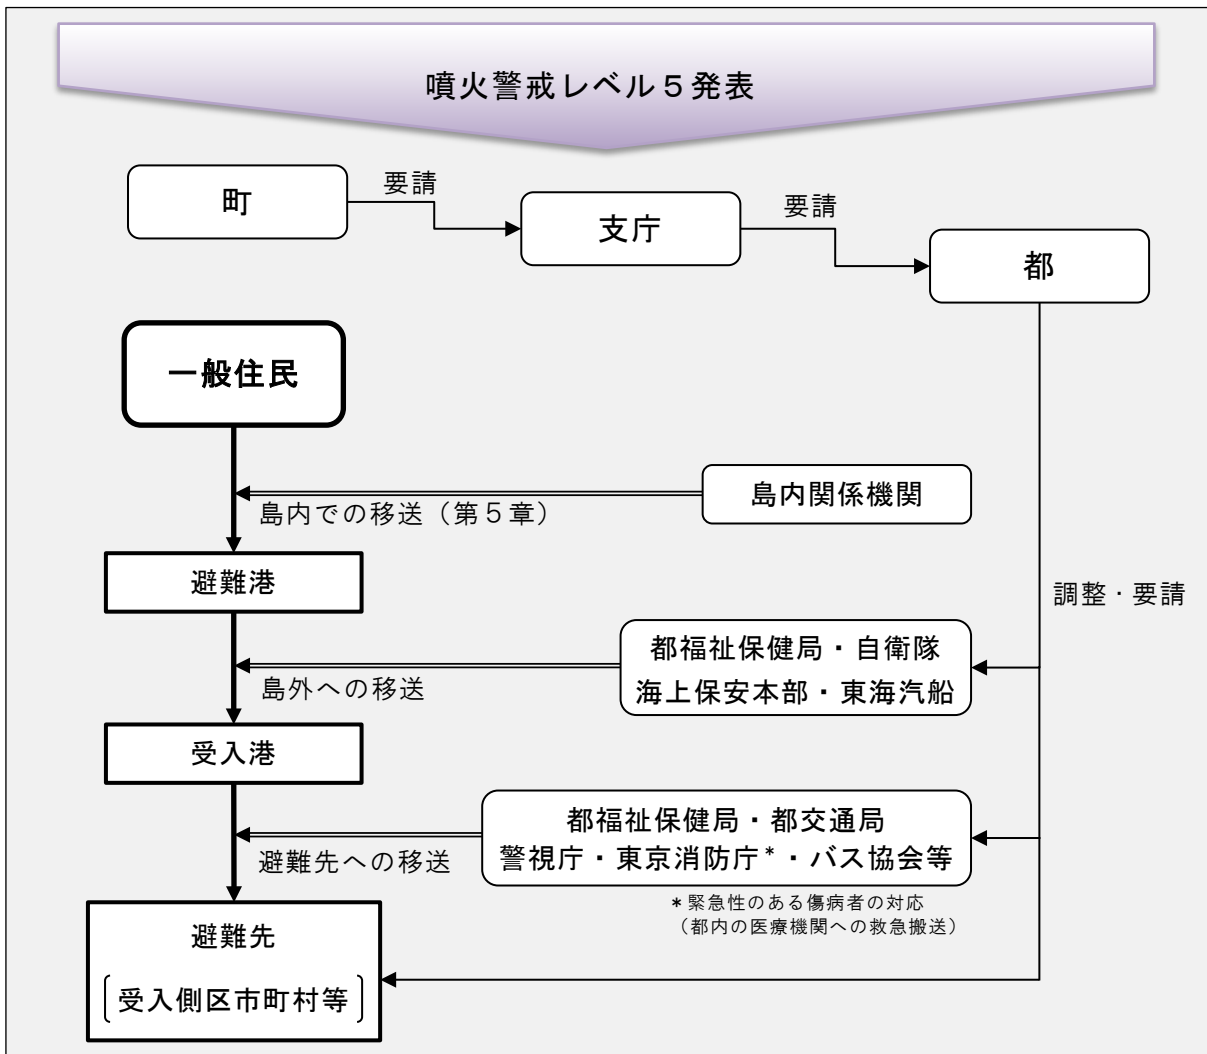 噴火警戒レベル５発表
町
要請
支庁
要請
都
一般住民
島内関係機関
島内での移送（第５章）
避難港
調整・要請
都福祉保健局・自衛隊
海上保安本部・東海汽船
島外への移送
受入港
都福祉保健局・都交通局
警視庁・東京消防庁*・バス協会等
避難先への移送
*緊急性のある傷病者の対応
（都内の医療機関への救急搬送）
避難先
〔受入側区市町村等〕